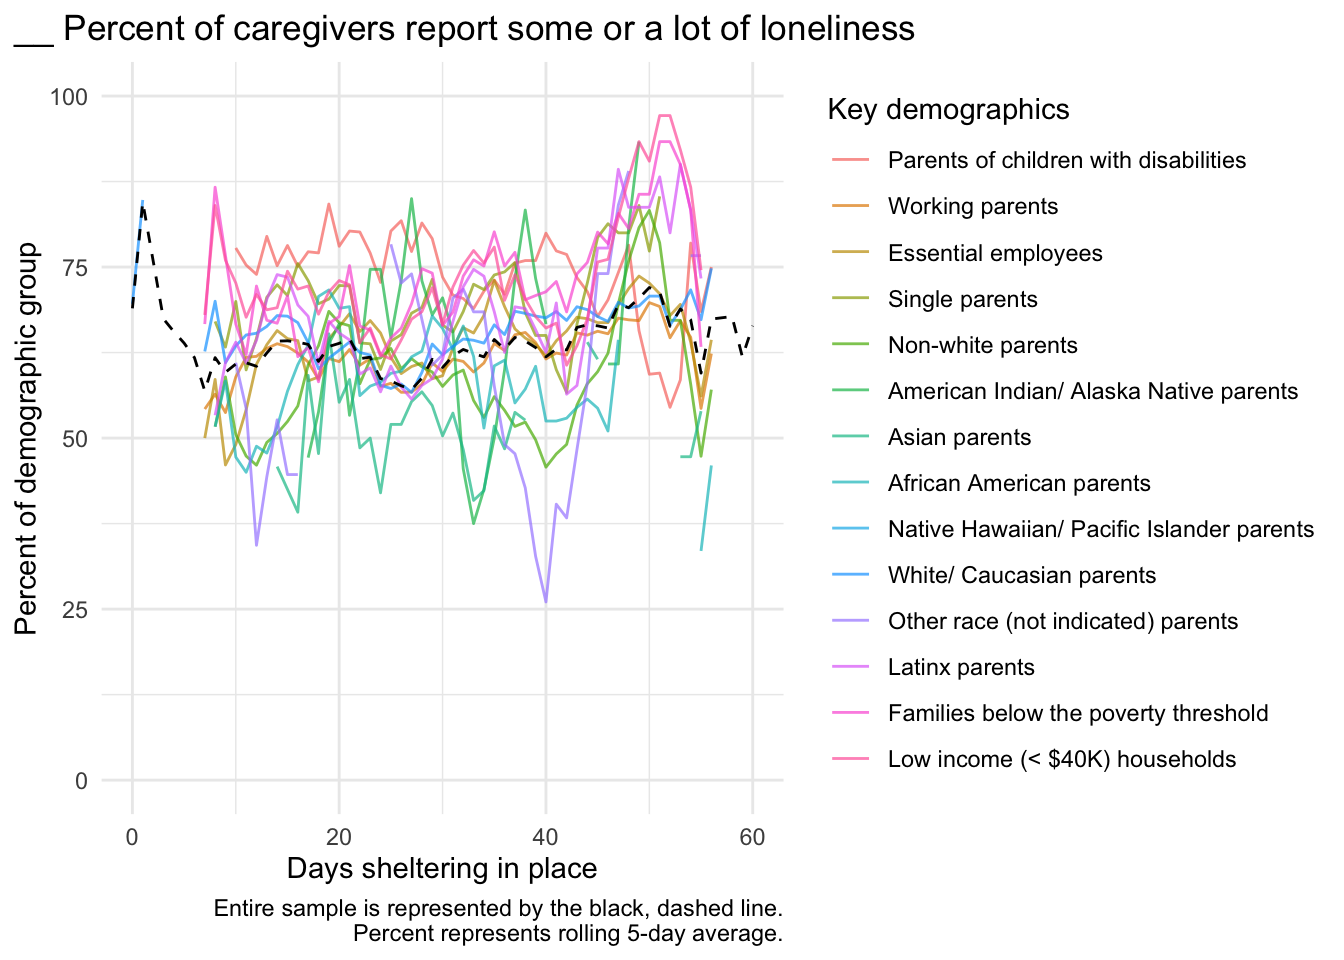 __ Percent of caregivers report some or a lot of loneliness
Percent of demographic group
100
75
50
25
0
0 20 40 60
Days sheltering in place
Entire sample is represented by the black, dashed line.
Percent represents rolling 5-day average.
Key demographics
Parents of children with disabilities
Working parents
Essential employees
Single parents
Non-white parents
American Indian/ Alaska Native parents
Asian parents
African American parents
Native Hawaiian/ Pacific Islander parents
White/ Caucasian parents
Other race (not indicated) parents
Latinx parents
Families below the poverty threshold
Low income (< $40K) households